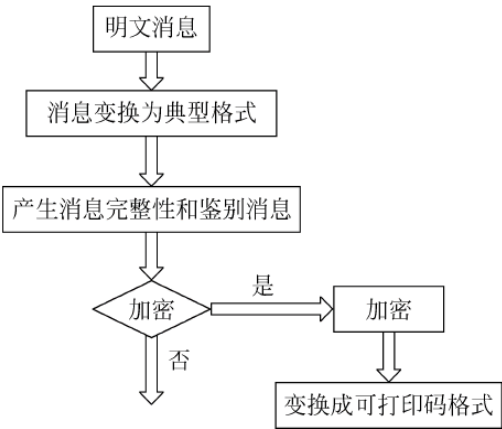 明文消息
消息变换为典型格式
产生消息完整性和鉴别消息
加密
是
加密
否
变换成可打印码格式